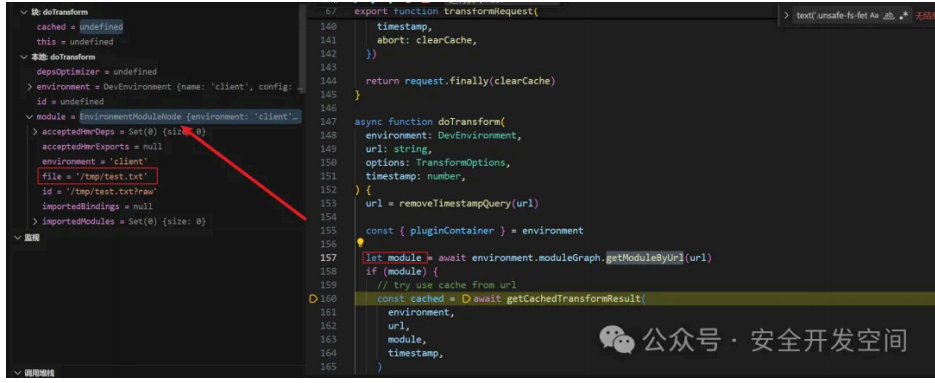 块: doTransform
cached = undefined
this = undefined
本地: doTransform
depsOptimizer = undefined
environment = DevEnvironment {name: 'client', config: …
id = undefined
module = EnvironmentModuleNode {environment: 'client'…
acceptedHmrDeps = Set(0) {size: 0}
acceptedHmrExports = null
environment = 'client'
file = '/tmp/test.txt'
id = '/tmp/test.txt?raw'
importedBindings = null
importedModules = Set(0) {size: 0}
监视
调用堆栈
67 export function transformRequest(
text('.unsafe-fs-fet Aa ab .* 无结
140 timestamp,
141 abort: clearCache,
142 })
143
144 return request.finally(clearCache)
145 }
146
147 async function doTransform(
148 environment: DevEnvironment,
149 url: string,
150 options: TransformOptions,
151 timestamp: number,
152 ) {
153 url = removeTimestampQuery(url)
154
155 const { pluginContainer } = environment
156
157 let module = await environment.moduleGraph.getModuleByUrl(url)
158 if (module) {
159 // try use cache from url
160 const cached = await getCachedTransformResult(
161 environment,
162 url,
163 module,
164 timestamp,
165 )
公众号 · 安全开发空间